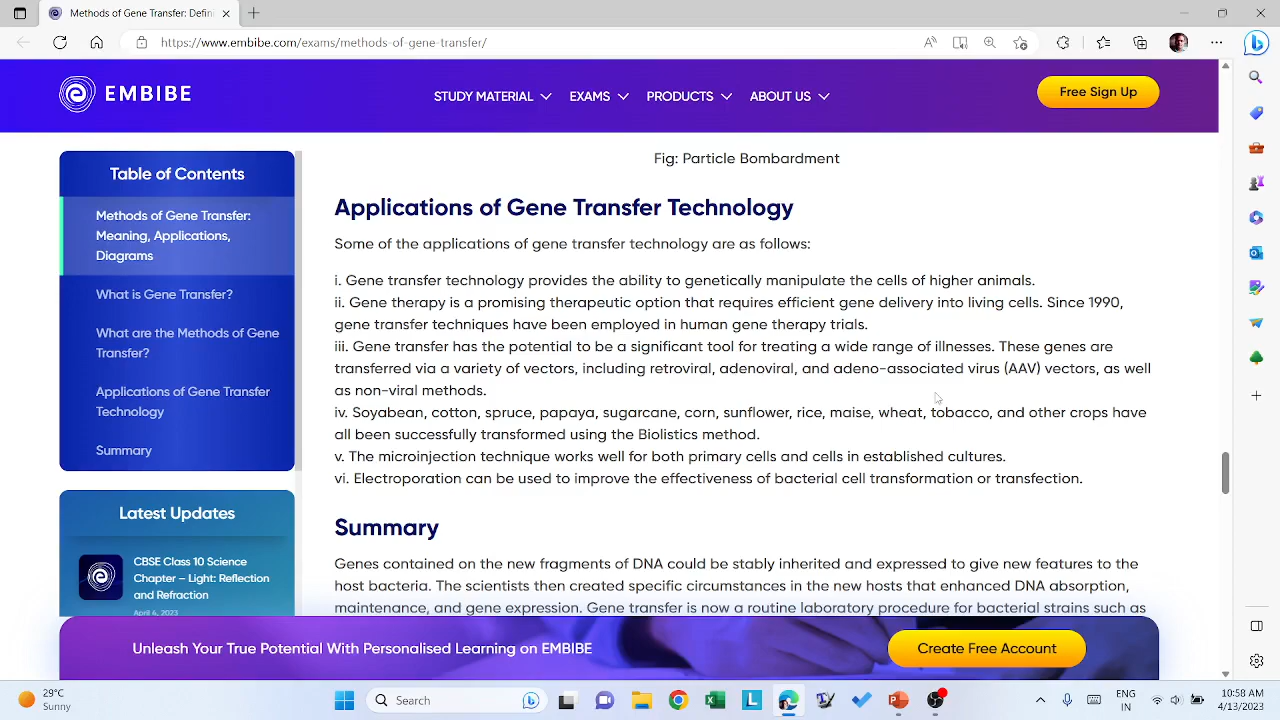 Methods of Gene Transfer: Defini
https://www.embibe.com/exams/methods-of-gene-transfer/
EMBIBE
STUDY MATERIAL
EXAMS
PRODUCTS
ABOUT US
Free Sign Up
Table of Contents
Methods of Gene Transfer:
Meaning, Applications,
Diagrams
What is Gene Transfer?
What are the Methods of Gene
Transfer?
Applications of Gene Transfer
Technology
Summary
Latest Updates
CBSE Class 10 Science
Chapter – Light: Reflection
and Refraction
April 4, 2023
Fig: Particle Bombardment
Applications of Gene Transfer Technology
Some of the applications of gene transfer technology are as follows:
i. Gene transfer technology provides the ability to genetically manipulate the cells of higher animals.
ii. Gene therapy is a promising therapeutic option that requires efficient gene delivery into living cells. Since 1990,
gene transfer techniques have been employed in human gene therapy trials.
iii. Gene transfer has the potential to be a significant tool for treating a wide range of illnesses. These genes are
transferred via a variety of vectors, including retroviral, adenoviral, and adeno-associated virus (AAV) vectors, as well
as non-viral methods.
iv. Soyabean, cotton, spruce, papaya, sugarcane, corn, sunflower, rice, maise, wheat, tobacco, and other crops have
all been successfully transformed using the Biolistics method.
v. The microinjection technique works well for both primary cells and cells in established cultures.
vi. Electroporation can be used to improve the effectiveness of bacterial cell transformation or transfection.
Summary
Genes contained on the new fragments of DNA could be stably inherited and expressed to give new features to the
host bacteria. The scientists then created specific circumstances in the new hosts that enhanced DNA absorption,
maintenance, and gene expression. Gene transfer is now a routine laboratory procedure for bacterial strains such as
Unleash Your True Potential With Personalised Learning on EMBIBE
Create Free Account
29°C
Sunny
Search
ENG
IN
10:58 AM
4/13/2023